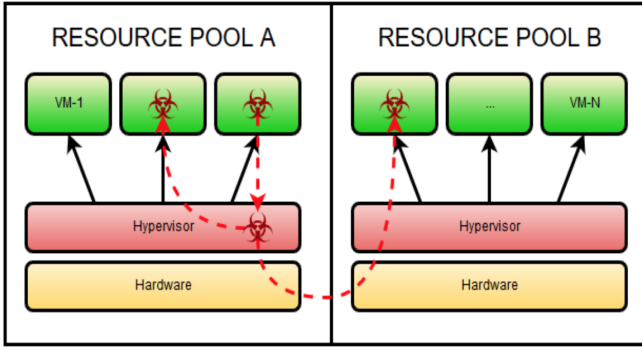 RESOURCE POOL A
RESOURCE POOL B
VM-1
...
VM-N
Hypervisor
Hypervisor
Hardware
Hardware